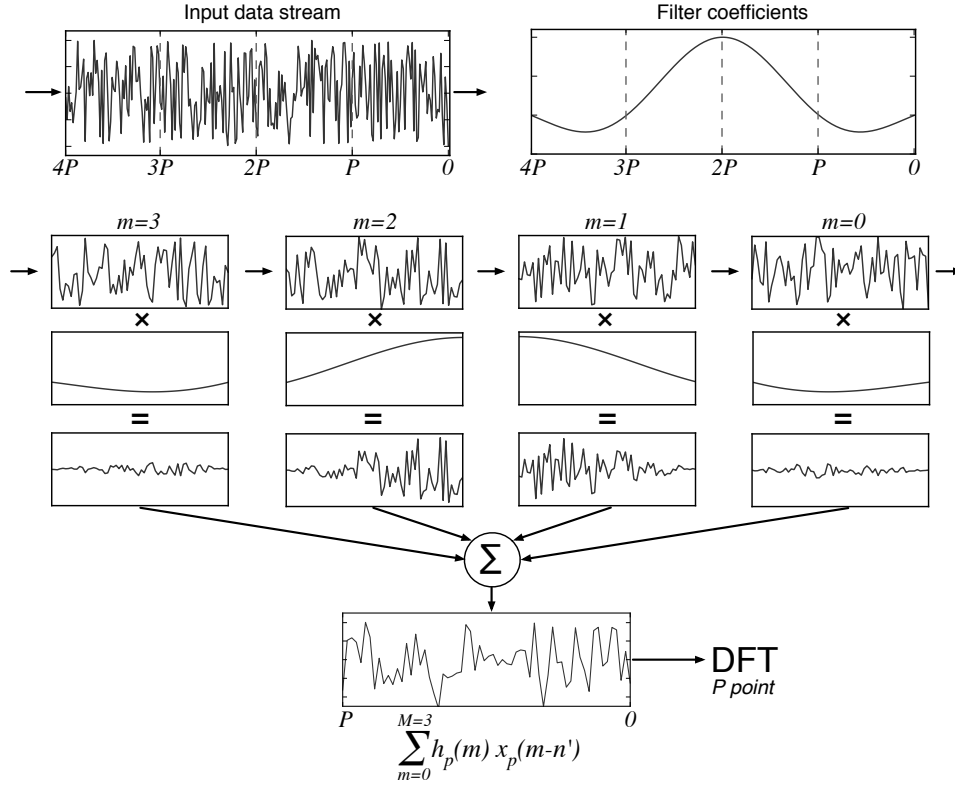 Input data stream
Filter coefficients
4P 3P 2P P 0
4P 3P 2P P 0
m=3 m=2 m=1 m=0
× × × ×
= = = =
Σ
DFT
P point
P 0
M=3
∑ h_p(m) x_p(m-n')
m=0